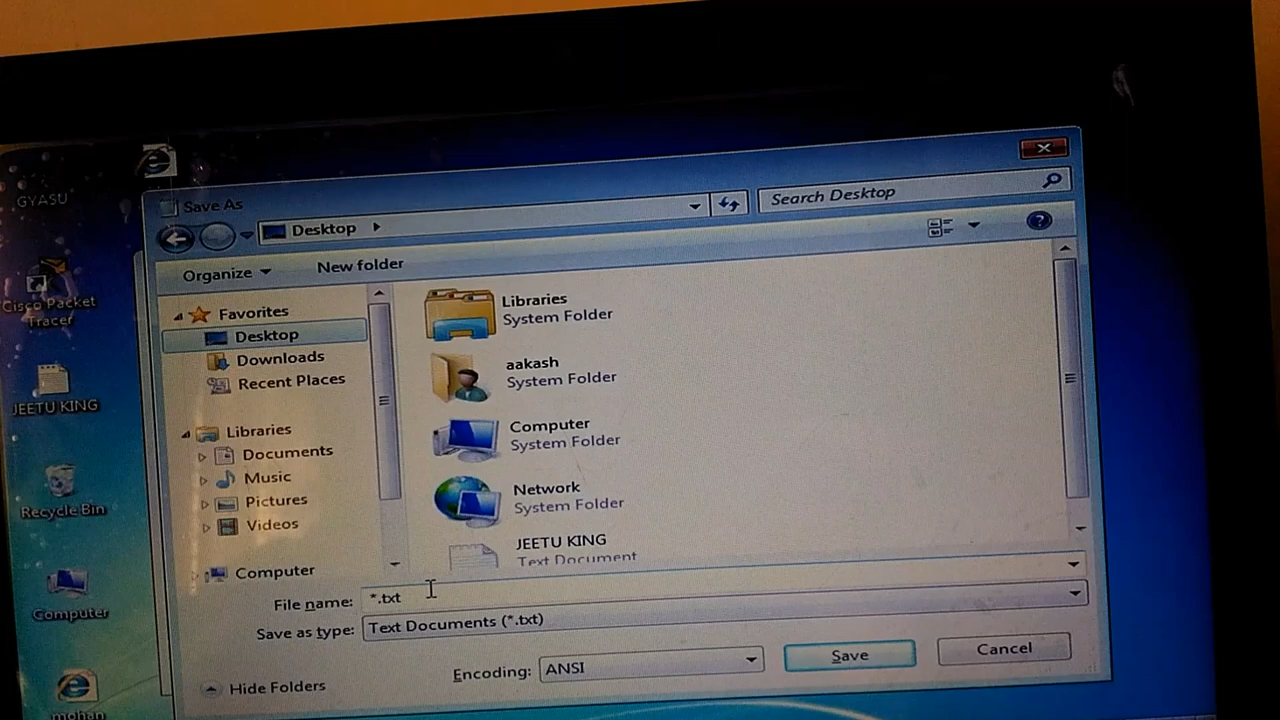 GYASU
Cisco Packet
Tracer
JEETU KING
Recycle Bin
Computer
mohan
Save As
Desktop
Search Desktop
Organize
New folder
Favorites
Desktop
Downloads
Recent Places
Libraries
Documents
Music
Pictures
Videos
Computer
Libraries
System Folder
aakash
System Folder
Computer
System Folder
Network
System Folder
JEETU KING
Text Document
File name: *.txt
Save as type: Text Documents (*.txt)
Hide Folders
Encoding: ANSI
Save
Cancel